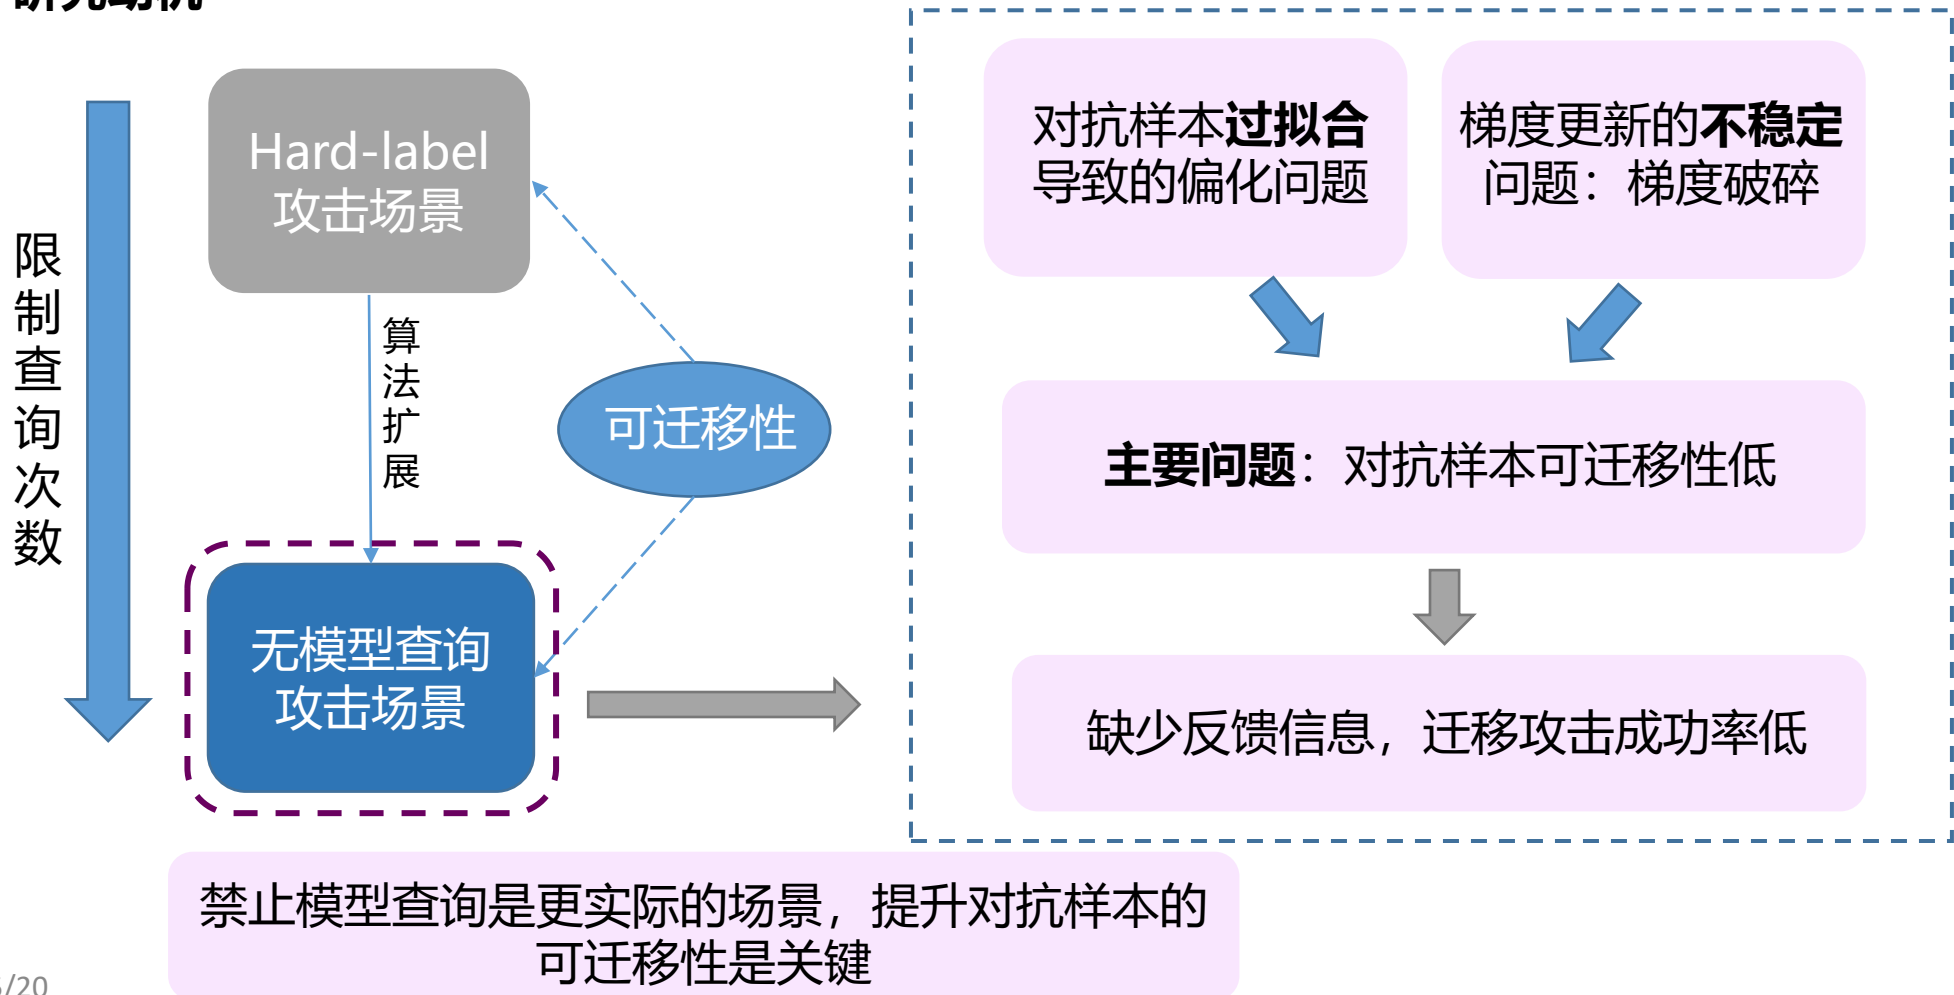 研究动机
限制查询次数
Hard-label
攻击场景
算法扩展
可迁移性
无模型查询
攻击场景
对抗样本过拟合
导致的偏化问题
梯度更新的不稳定
问题：梯度破碎
主要问题：对抗样本可迁移性低
缺少反馈信息，迁移攻击成功率低
禁止模型查询是更实际的场景，提升对抗样本的
可迁移性是关键
/20